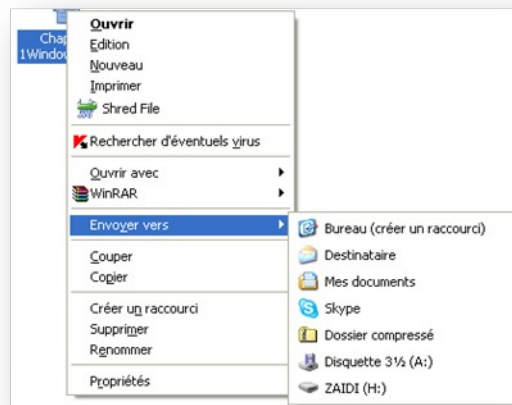 Chap
1Windo
Ouvrir
Edition
Nouveau
Imprimer
Shred File
Rechercher d'éventuels virus
Ouvrir avec
WinRAR
Envoyer vers
Couper
Copier
Créer un raccourci
Supprimer
Renommer
Propriétés
Bureau (créer un raccourci)
Destinataire
Mes documents
Skype
Dossier compressé
Disquette 3½ (A:)
ZAIDI (H:)